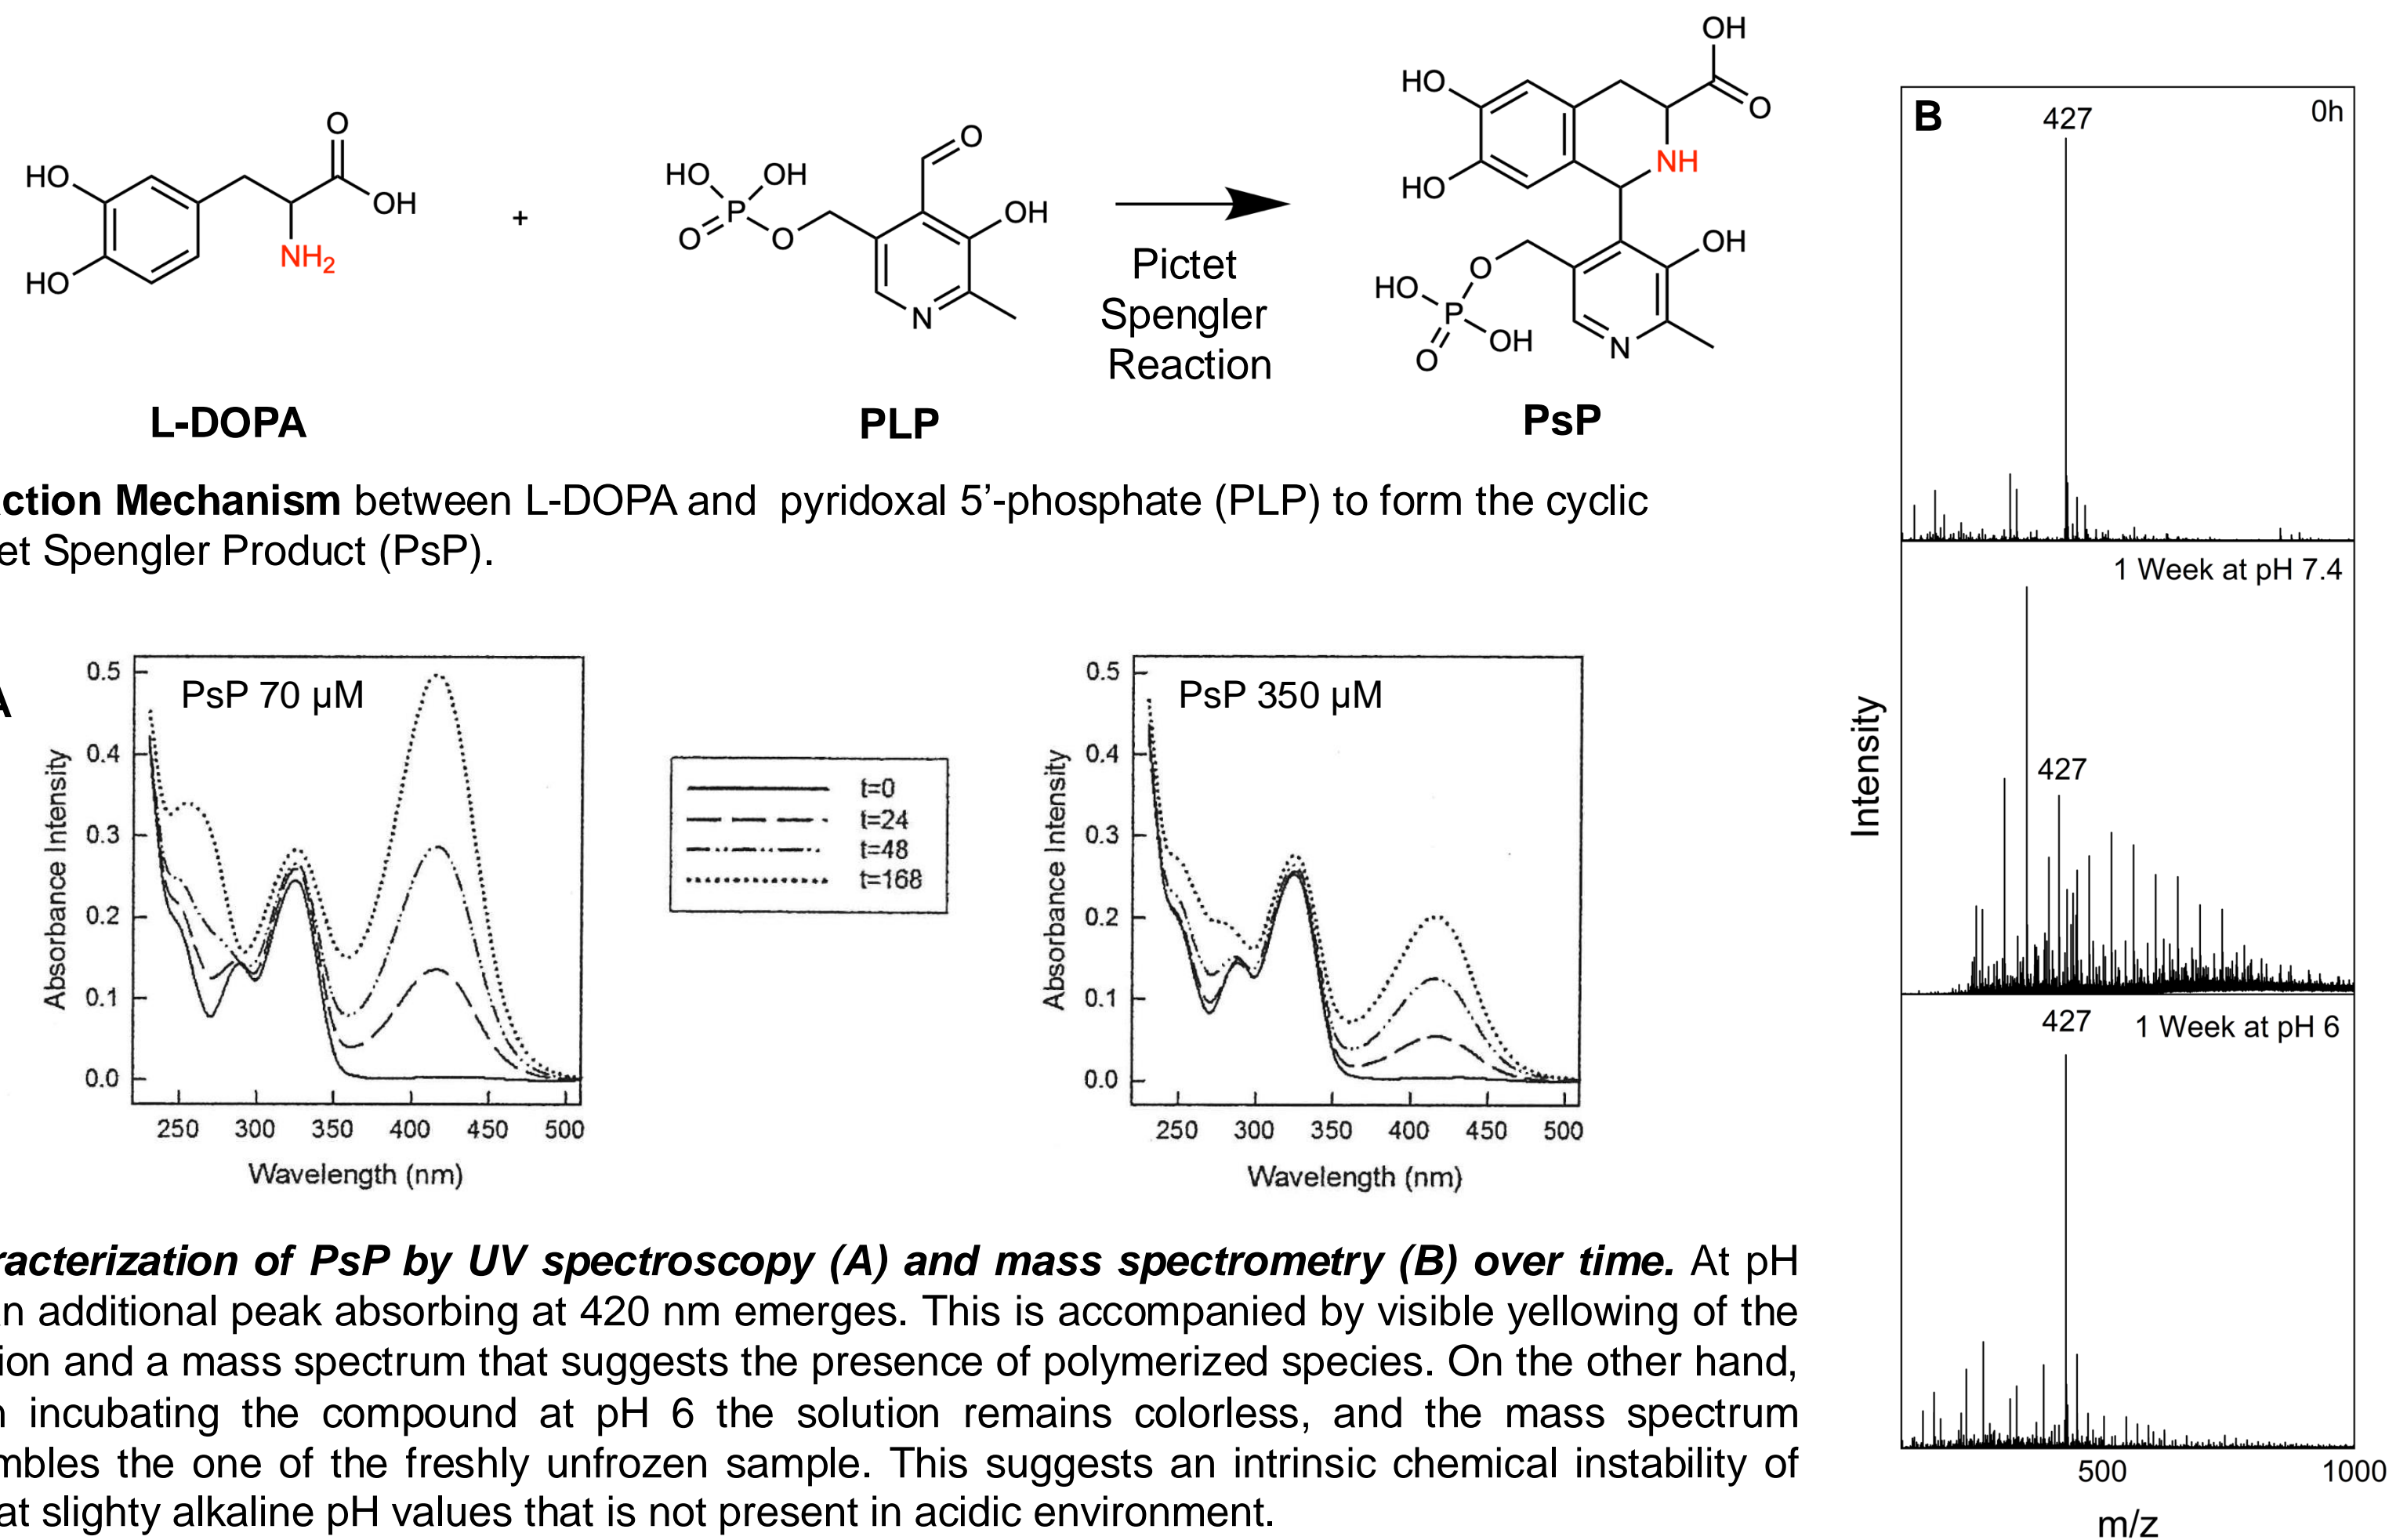 HO
HO
O
OH
NH2
+
HO
OH
P
O
O
O
OH
N
Pictet
Spengler
Reaction
OH
O
HO
HO
NH
O
HO
P
OH
O
OH
N
L-DOPA
PLP
PsP
ction Mechanism between L-DOPA and pyridoxal 5'-phosphate (PLP) to form the cyclic
et Spengler Product (PsP).
A
PsP 70 µM
Absorbance Intensity
0.5
0.4
0.3
0.2
0.1
0.0
250 300 350 400 450 500
Wavelength (nm)
t=0
t=24
t=48
t=168
PsP 350 µM
Absorbance Intensity
0.5
0.4
0.3
0.2
0.1
0.0
250 300 350 400 450 500
Wavelength (nm)
racterization of PsP by UV spectroscopy (A) and mass spectrometry (B) over time. At pH
n additional peak absorbing at 420 nm emerges. This is accompanied by visible yellowing of the
ion and a mass spectrum that suggests the presence of polymerized species. On the other hand,
n incubating the compound at pH 6 the solution remains colorless, and the mass spectrum
mbles the one of the freshly unfrozen sample. This suggests an intrinsic chemical instability of
at slighty alkaline pH values that is not present in acidic environment.
B
427
0h
1 Week at pH 7.4
427
427
1 Week at pH 6
Intensity
500 1000
m/z